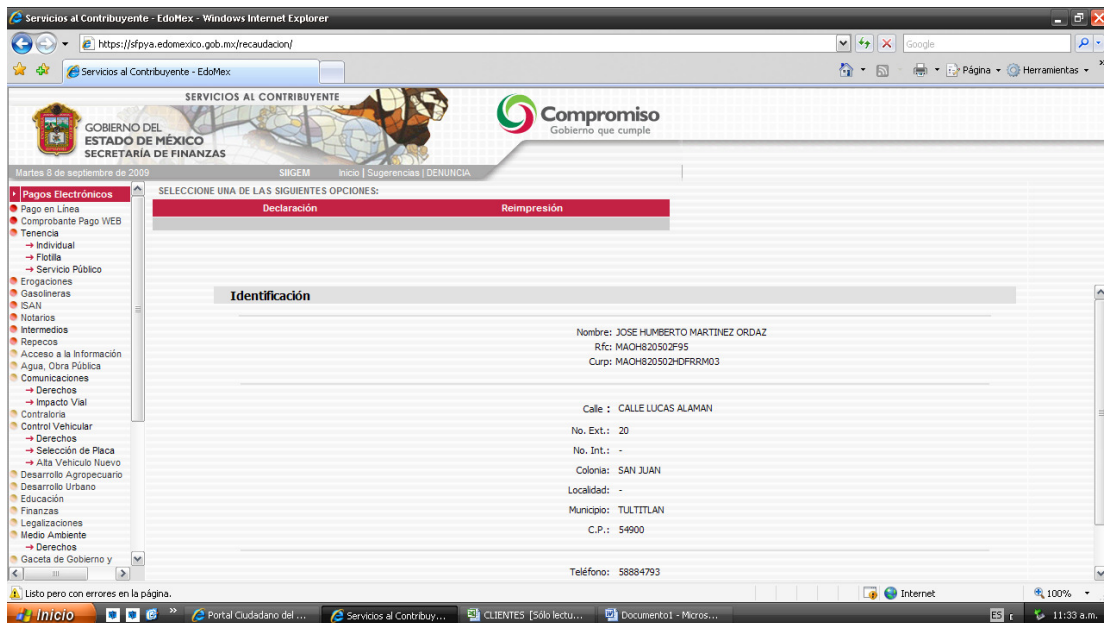 Servicios al Contribuyente - EdoMex - Windows Internet Explorer
https://sfpya.edomexico.gob.mx/recaudacion/
Google
Servicios al Contribuyente - EdoMex
Página
Herramientas
SERVICIOS AL CONTRIBUYENTE
GOBIERNO DEL
ESTADO DE MÉXICO
SECRETARÍA DE FINANZAS
Compromiso
Gobierno que cumple
Martes 8 de septiembre de 2009 SIIGEM Inicio | Sugerencias | DENUNCIA
Pagos Electrónicos
Pago en Línea
Comprobante Pago WEB
Tenencia
→ Individual
→ Flotilla
→ Servicio Público
Erogaciones
Gasolineras
ISAN
Notarios
Intermedios
Repecos
Acceso a la Información
Agua, Obra Pública
Comunicaciones
→ Derechos
→ Impacto Vial
Contraloria
Control Vehicular
→ Derechos
→ Selección de Placa
→ Alta Vehiculo Nuevo
Desarrollo Agropecuario
Desarrollo Urbano
Educación
Finanzas
Legalizaciones
Medio Ambiente
→ Derechos
Gaceta de Gobierno y
SELECCIONE UNA DE LAS SIGUIENTES OPCIONES:
Declaración Reimpresión
Identificación
Nombre: JOSE HUMBERTO MARTINEZ ORDAZ
Rfc: MAOH820502F95
Curp: MAOH820502HDFRRM03
Calle : CALLE LUCAS ALAMAN
No. Ext.: 20
No. Int.: -
Colonia: SAN JUAN
Localidad: -
Municipio: TULTITLAN
C.P.: 54900
Teléfono: 58884793
Listo pero con errores en la página.
Internet
100%
Inicio
Portal Ciudadano del ...
Servicios al Contribuy...
CLIENTES [Sólo lectu...
Documento1 - Micros...
ES
11:33 a.m.